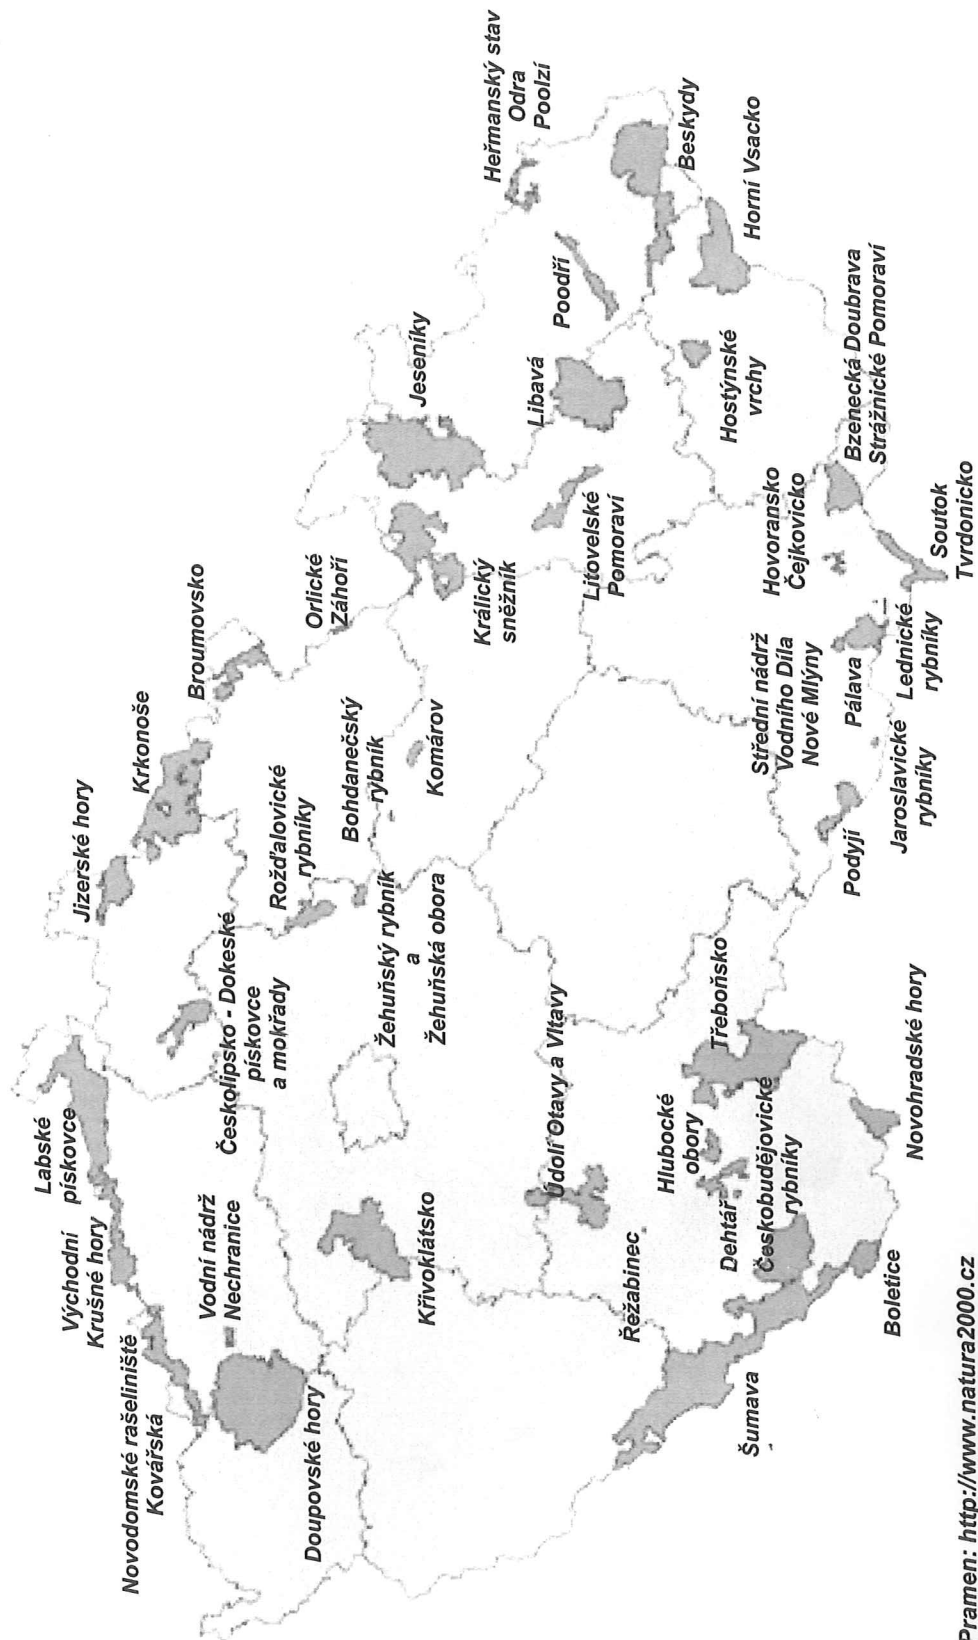 Novodomské rašeliniště
Kovářská
Východní
Krušné hory
Labské
pískovce
Jizerské hory
Krkonoše
Broumovsko
Vodní nádrž
Nechranice
Doupovské hory
Českolipsko - Dokeské
pískovce
a mokřady
Rožďalovické
rybníky
Bohdanečský
rybník
Komárov
Orlické
Záhoří
Králický
sněžník
Jeseníky
Heřmanský stav
Odra
Poolzí
Křivoklátsko
Žehuňský rybník
a
Žehuňská obora
Litovelské
Pomoraví
Libavá
Poodří
Beskydy
Horní Vsacko
Hostýnské
vrchy
Údolí Otavy a Vltavy
Řežabinec
Hlubocké
obory
Dehtář
Českobudějovické
rybníky
Třeboňsko
Šumava
Boletice
Novohradské hory
Podyjí
Jaroslavické
rybníky
Střední nádrž
Vodního Díla
Nové Mlýny
Pálava
Lednické
rybníky
Hovoransko
Čejkovicko
Soutok
Tvrdonicko
Bzenecká Doubrava
Strážnické Pomoraví
Pramen: http://www.natura2000.cz